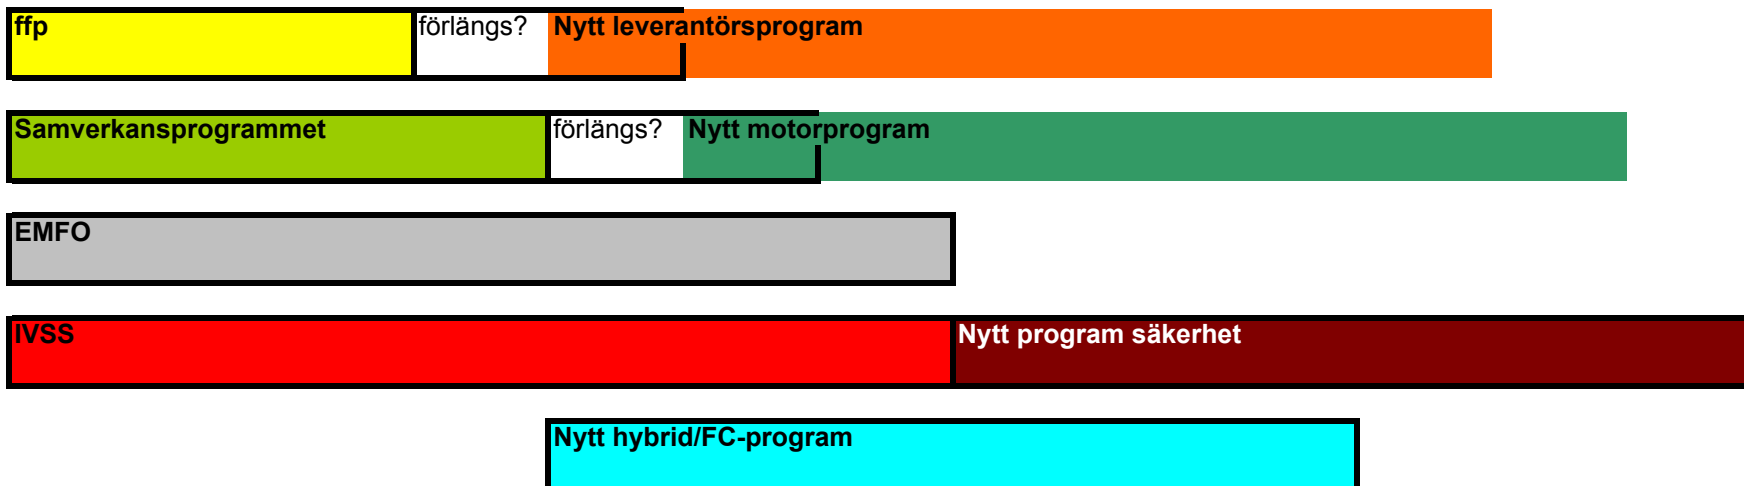 ffp förlängs? Nytt leverantörsprogram
Samverkansprogrammet förlängs? Nytt motorprogram
EMFO
IVSS Nytt program säkerhet
Nytt hybrid/FC-program